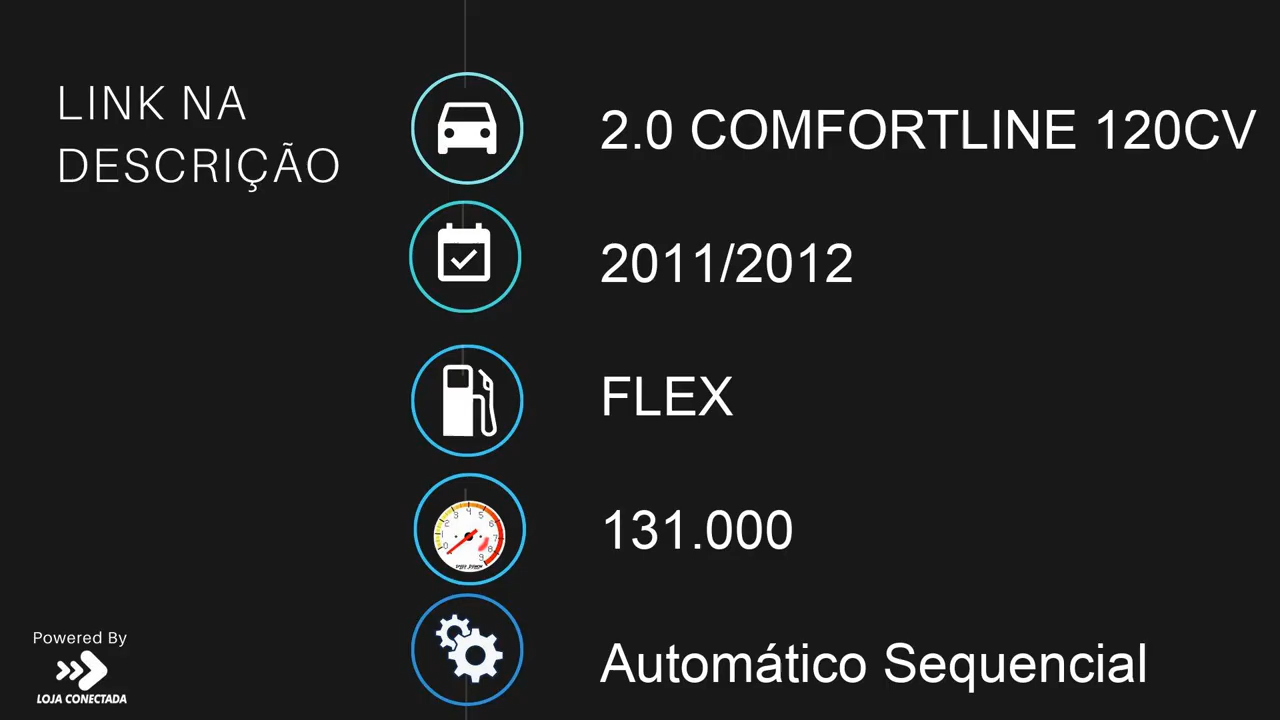 LINK NA
DESCRIÇÃO
2.0 COMFORTLINE 120CV
2011/2012
FLEX
131.000
Automático Sequencial
Powered By
LOJA CONECTADA